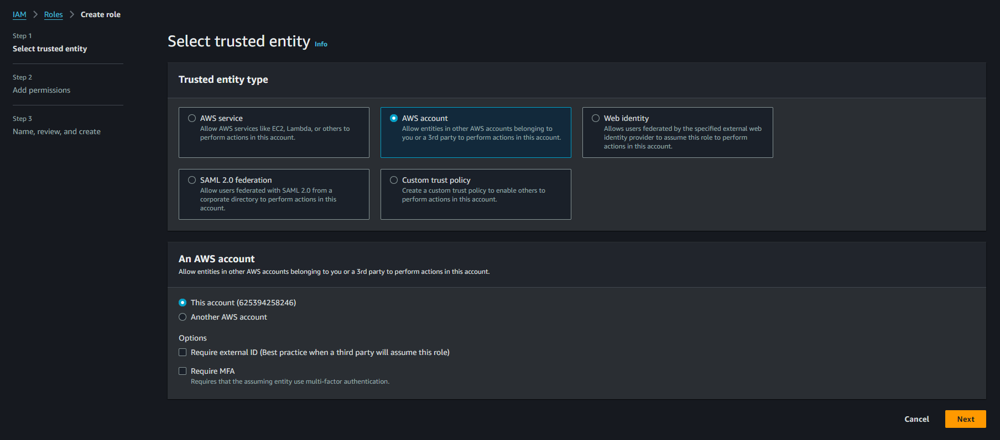 IAM > Roles > Create role
Step 1
Select trusted entity
Step 2
Add permissions
Step 3
Name, review, and create
Select trusted entity Info
Trusted entity type
AWS service
Allow AWS services like EC2, Lambda, or others to
perform actions in this account.
AWS account
Allow entities in other AWS accounts belonging to
you or a 3rd party to perform actions in this account.
Web identity
Allows users federated by the specified external web
identity provider to assume this role to perform
actions in this account.
SAML 2.0 federation
Allow users federated with SAML 2.0 from a
corporate directory to perform actions in this
account.
Custom trust policy
Create a custom trust policy to enable others to
perform actions in this account.
An AWS account
Allow entities in other AWS accounts belonging to you or a 3rd party to perform actions in this account.
This account (625394258246)
Another AWS account
Options
Require external ID (Best practice when a third party will assume this role)
Require MFA
Requires that the assuming entity use multi-factor authentication.
Cancel
Next